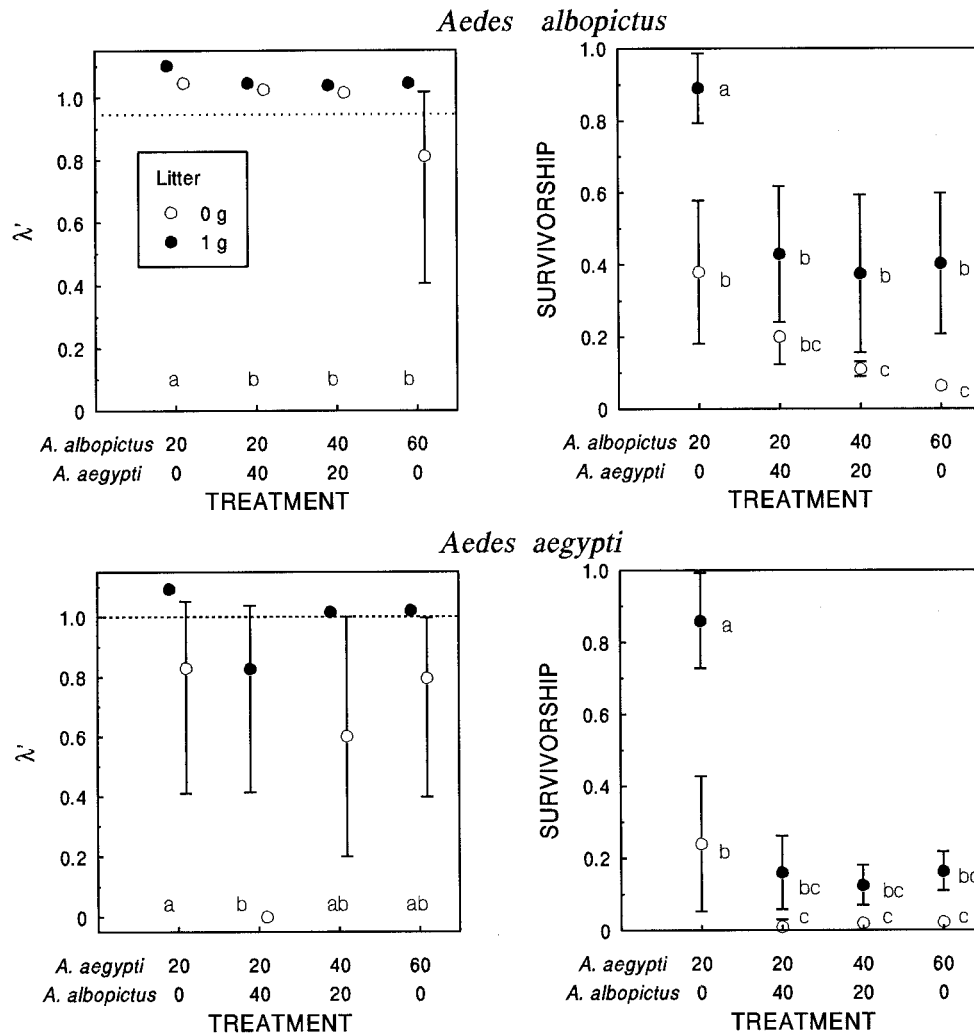 Aedes albopictus
1.0
0.8
0.6
0.4
0.2
0
λ'
Litter
0 g
1 g
a b b b
A. albopictus 20 20 40 60
A. aegypti 0 40 20 0
TREATMENT
1.0
0.8
0.6
0.4
0.2
0
SURVIVORSHIP
a
b
b
bc
b
c
b
c
20 20 40 60
0 40 20 0
TREATMENT
Aedes aegypti
1.0
0.8
0.6
0.4
0.2
0
λ'
a b ab ab
A. aegypti 20 20 40 60
A. albopictus 0 40 20 0
TREATMENT
1.0
0.8
0.6
0.4
0.2
0
SURVIVORSHIP
a
b
bc
c
bc
c
bc
c
20 20 40 60
0 40 20 0
TREATMENT